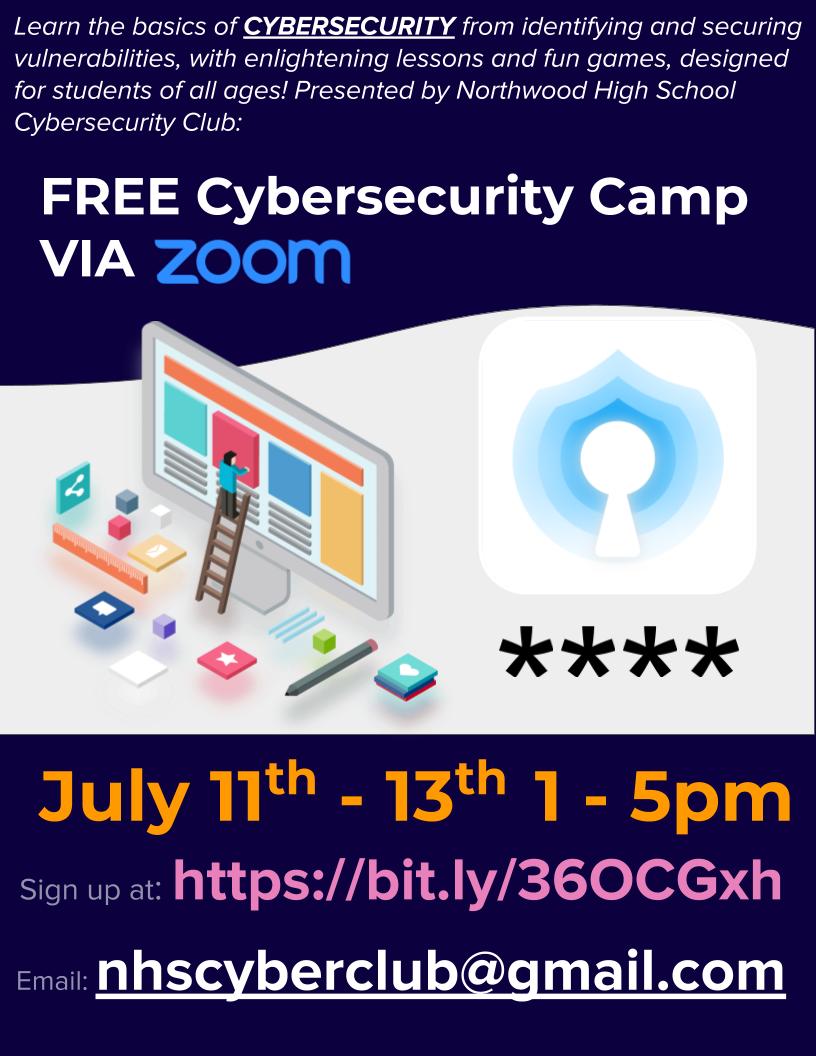 Learn the basics of CYBERSECURITY from identifying and securing
vulnerabilities, with enlightening lessons and fun games, designed
for students of all ages! Presented by Northwood High School
Cybersecurity Club:
FREE Cybersecurity Camp
VIA zoom
****
July 11th - 13th 1 - 5pm
Sign up at: https://bit.ly/36OCGxh
Email: nhscyberclub@gmail.com